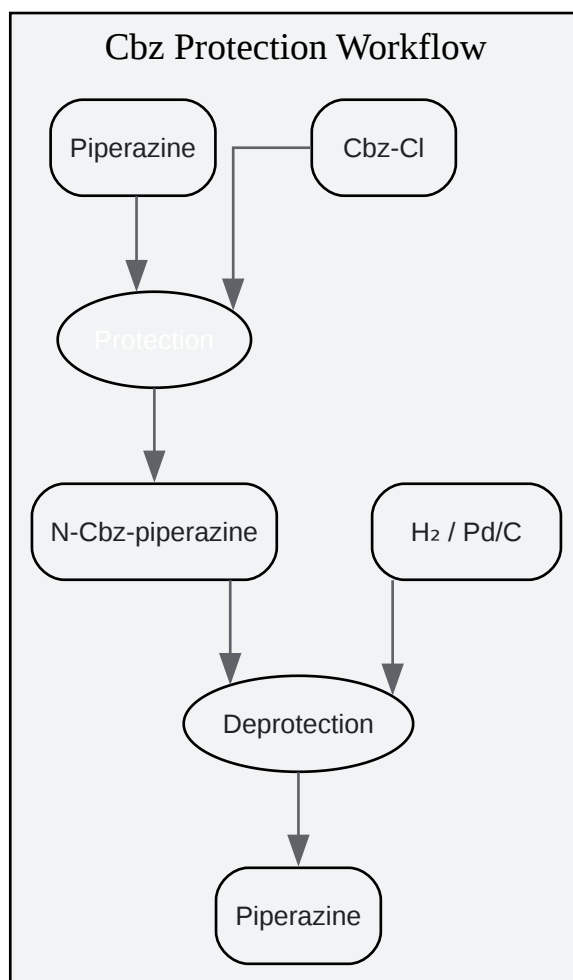 Cbz Protection Workflow
Piperazine
Cbz-Cl
Protection
N-Cbz-piperazine
H₂ / Pd/C
Deprotection
Piperazine